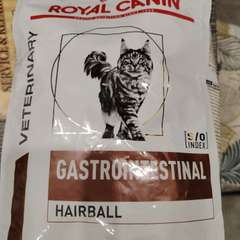 ROYAL CANIN
VETERINARY
S/O
INDEX
GASTROINTESTINAL
HAIRBALL